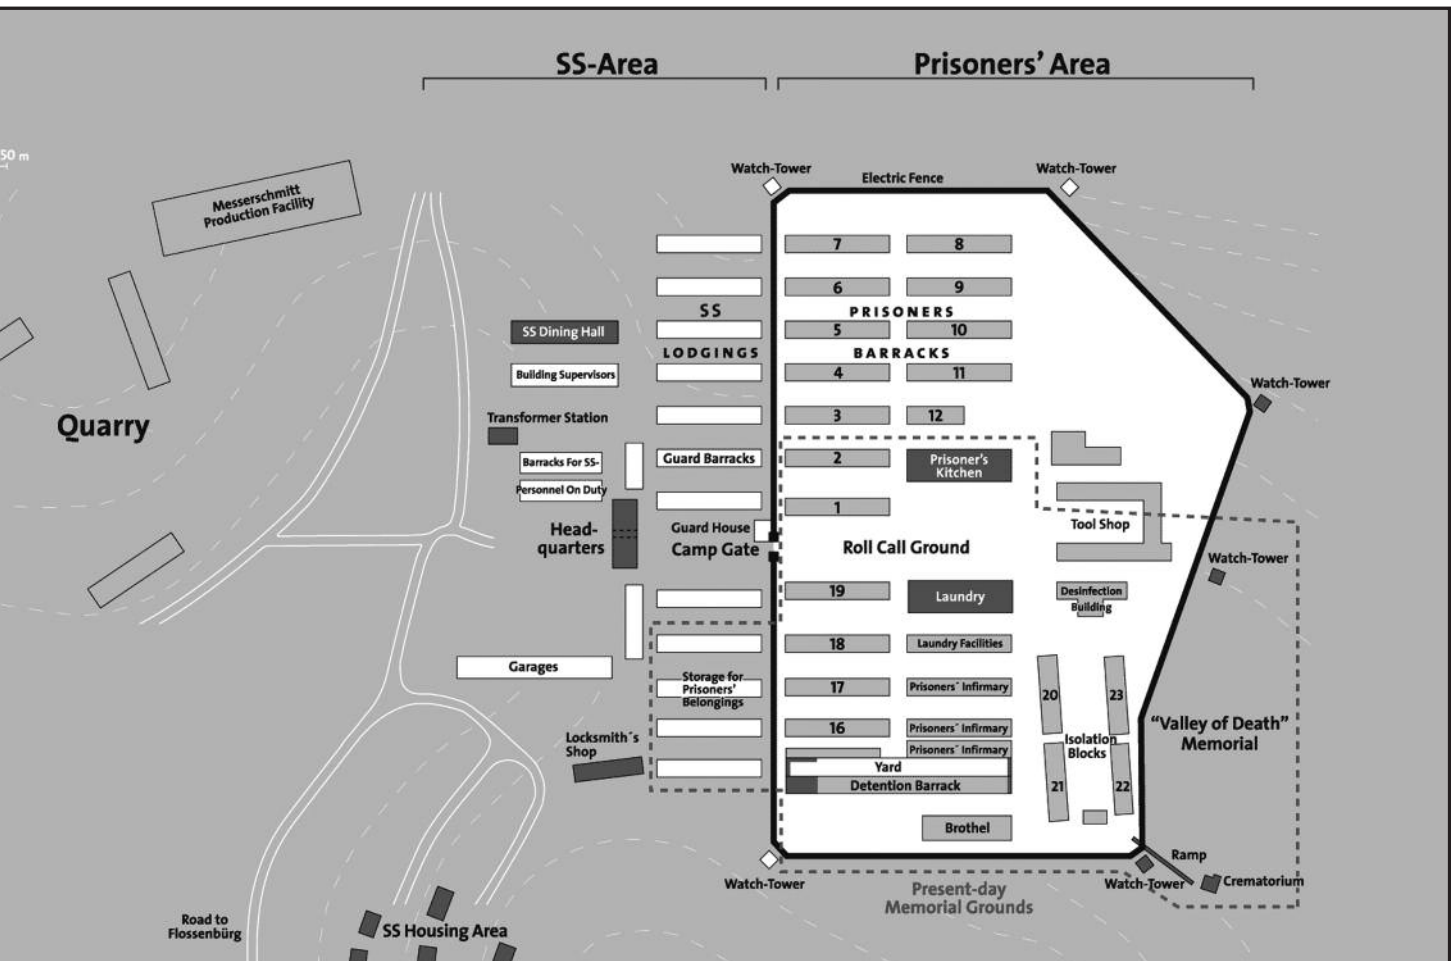 SS-Area
Prisoners' Area
50 m
Messerschmitt
Production Facility
Watch-Tower
Electric Fence
Watch-Tower
7
8
6
9
SS
PRISONERS
SS Dining Hall
5
10
LODGINGS
BARRACKS
Building Supervisors
4
11
Watch-Tower
Quarry
Transformer Station
3
12
Barracks For SS-
Personnel On Duty
Guard Barracks
2
Prisoner's
Kitchen
1
Head-
quarters
Guard House
Camp Gate
Roll Call Ground
Tool Shop
Watch-Tower
19
Laundry
Desinfection
Building
18
Laundry Facilities
Garages
Storage for
Prisoners'
Belongings
17
Prisoners´ Infirmary
20
23
16
Prisoners´ Infirmary
"Valley of Death"
Memorial
Locksmith´s
Shop
Prisoners´ Infirmary
Isolation
Blocks
Yard
Detention Barrack
21
22
Brothel
Ramp
Watch-Tower
Watch-Tower
Crematorium
Present-day
Memorial Grounds
Road to
Flossenbürg
SS Housing Area